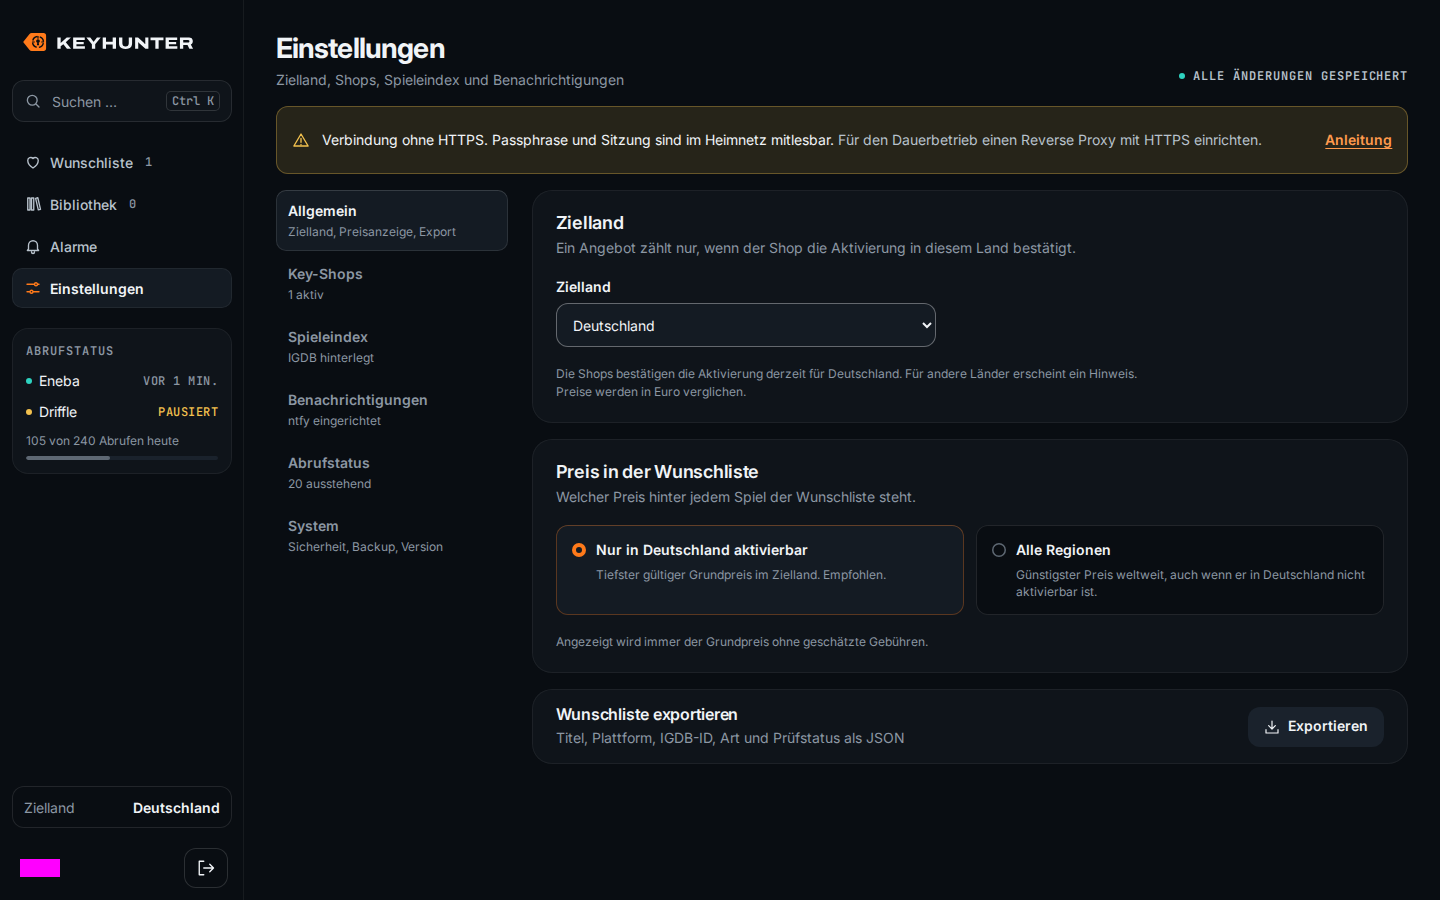 KEYHUNTER
Suchen ...
Ctrl K
Wunschliste 1
Bibliothek 0
Alarme
Einstellungen
ABRUFSTATUS
Eneba VOR 1 MIN.
Driffle PAUSIERT
105 von 240 Abrufen heute
Zielland Deutschland
Einstellungen
Zielland, Shops, Spieleindex und Benachrichtigungen
ALLE ÄNDERUNGEN GESPEICHERT
Verbindung ohne HTTPS. Passphrase und Sitzung sind im Heimnetz mitlesbar. Für den Dauerbetrieb einen Reverse Proxy mit HTTPS einrichten. Anleitung
Allgemein
Zielland, Preisanzeige, Export
Key-Shops
1 aktiv
Spieleindex
IGDB hinterlegt
Benachrichtigungen
ntfy eingerichtet
Abrufstatus
20 ausstehend
System
Sicherheit, Backup, Version
Zielland
Ein Angebot zählt nur, wenn der Shop die Aktivierung in diesem Land bestätigt.
Zielland
Deutschland
Die Shops bestätigen die Aktivierung derzeit für Deutschland. Für andere Länder erscheint ein Hinweis.
Preise werden in Euro verglichen.
Preis in der Wunschliste
Welcher Preis hinter jedem Spiel der Wunschliste steht.
Nur in Deutschland aktivierbar
Tiefster gültiger Grundpreis im Zielland. Empfohlen.
Alle Regionen
Günstigster Preis weltweit, auch wenn er in Deutschland nicht
aktivierbar ist.
Angezeigt wird immer der Grundpreis ohne geschätzte Gebühren.
Wunschliste exportieren
Titel, Plattform, IGDB-ID, Art und Prüfstatus als JSON
Exportieren